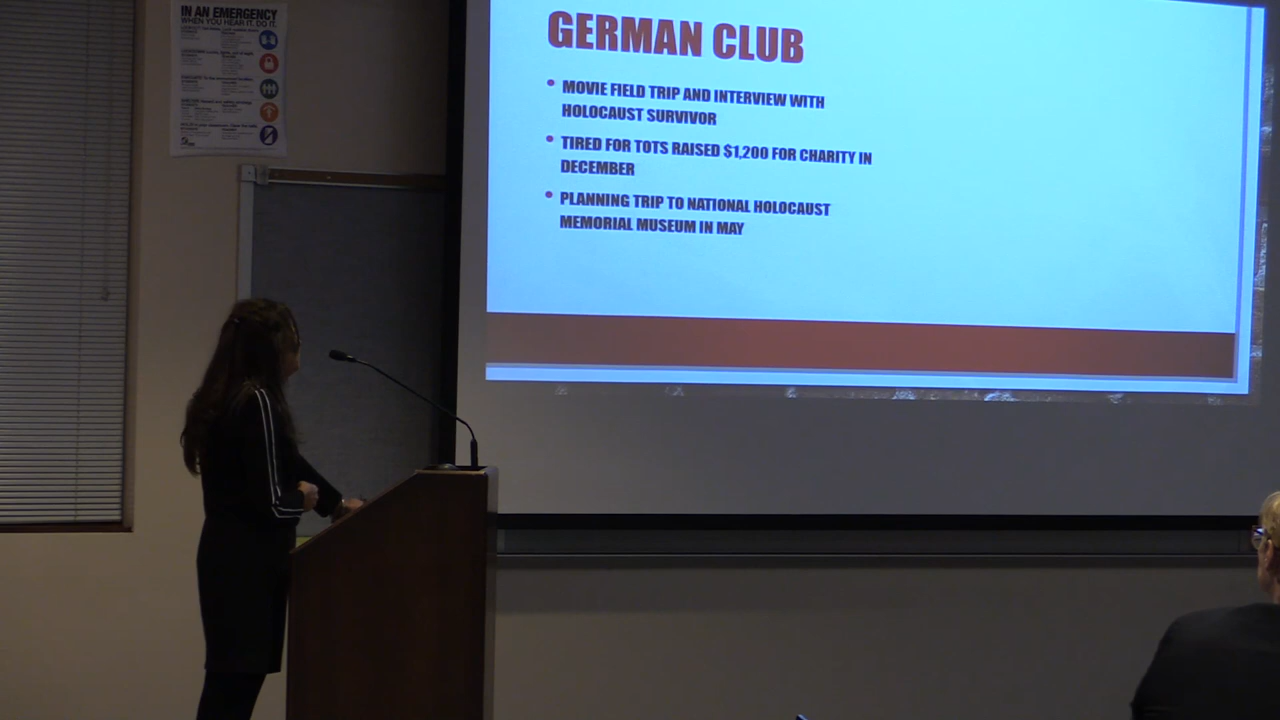 IN AN EMERGENCY
WHEN YOU HEAR IT. DO IT.
GERMAN CLUB
• MOVIE FIELD TRIP AND INTERVIEW WITH
HOLOCAUST SURVIVOR
• TIRED FOR TOTS RAISED $1,200 FOR CHARITY IN
DECEMBER
• PLANNING TRIP TO NATIONAL HOLOCAUST
MEMORIAL MUSEUM IN MAY